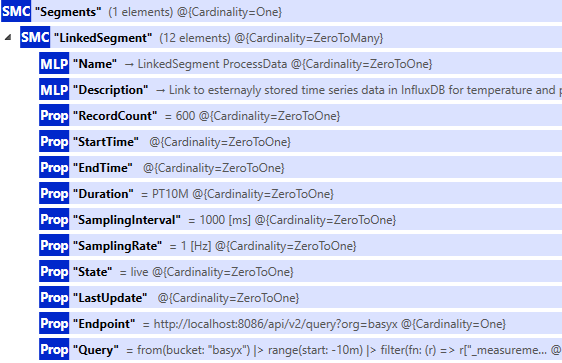 SMC "Segments" (1 elements) @{Cardinality=One}
SMC "LinkedSegment" (12 elements) @{Cardinality=ZeroToMany}
MLP "Name" → LinkedSegment ProcessData @{Cardinality=ZeroToOne}
MLP "Description" → Link to esternayly stored time series data in InfluxDB for temperature and p
Prop "RecordCount" = 600 @{Cardinality=ZeroToOne}
Prop "StartTime" @{Cardinality=ZeroToOne}
Prop "EndTime" @{Cardinality=ZeroToOne}
Prop "Duration" = PT10M @{Cardinality=ZeroToOne}
Prop "SamplingInterval" = 1000 [ms] @{Cardinality=ZeroToOne}
Prop "SamplingRate" = 1 [Hz] @{Cardinality=ZeroToOne}
Prop "State" = live @{Cardinality=ZeroToOne}
Prop "LastUpdate" @{Cardinality=ZeroToOne}
Prop "Endpoint" = http://localhost:8086/api/v2/query?org=basyx @{Cardinality=ZeroToOne}
Prop "Query" = from(bucket: "basyx") |> range(start: -10m) |> filter(fn: (r) => r["_measureme... @